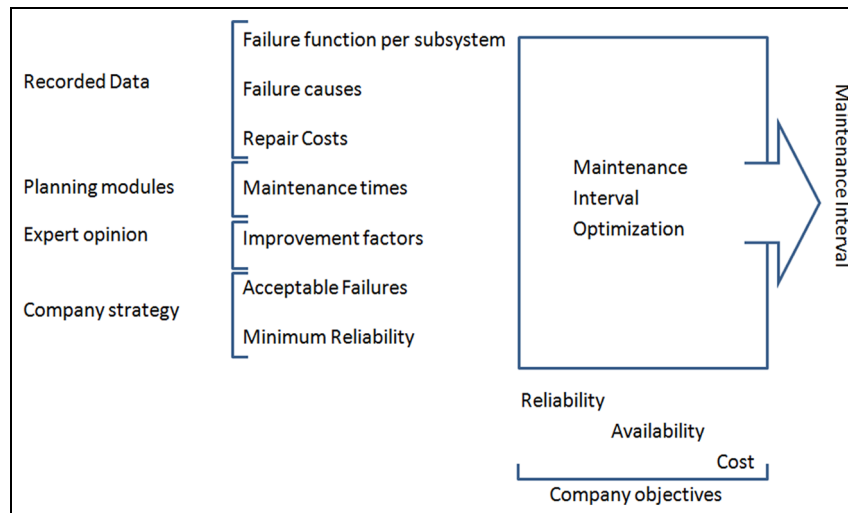 Recorded Data
Failure function per subsystem
Failure causes
Repair Costs
Planning modules
Maintenance times
Expert opinion
Improvement factors
Company strategy
Acceptable Failures
Minimum Reliability
Maintenance
Interval
Optimization
Maintenance Interval
Reliability
Availability
Cost
Company objectives